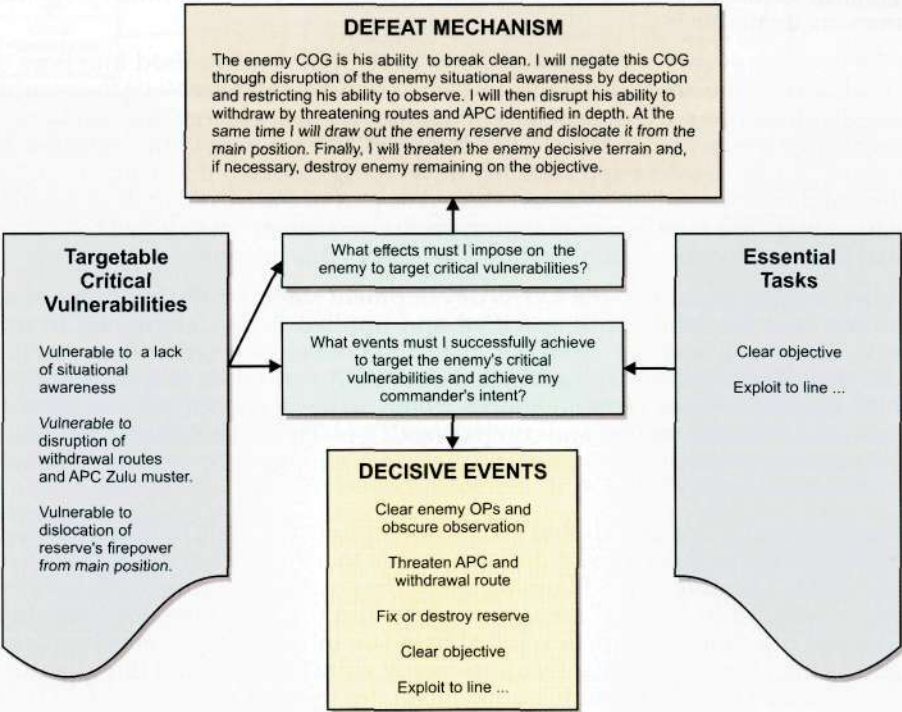 DEFEAT MECHANISM
The enemy COG is his ability to break clean. I will negate this COG
through disruption of the enemy situational awareness by deception
and restricting his ability to observe. I will then disrupt his ability to
withdraw by threatening routes and APC identified in depth. At the
same time I will draw out the enemy reserve and dislocate it from the
main position. Finally, I will threaten the enemy decisive terrain and,
if necessary, destroy enemy remaining on the objective.
Targetable
Critical
Vulnerabilities
Vulnerable to a lack
of situational
awareness
Vulnerable to
disruption of
withdrawal routes
and APC Zulu muster.
Vulnerable to
dislocation of
reserve's firepower
from main position.
What effects must I impose on the
enemy to target critical vulnerabilities?
What events must I successfully achieve
to target the enemy's critical
vulnerabilities and achieve my
commander's intent?
Essential
Tasks
Clear objective
Exploit to line ...
DECISIVE EVENTS
Clear enemy OPs and
obscure observation
Threaten APC and
withdrawal route
Fix or destroy reserve
Clear objective
Exploit to line ...